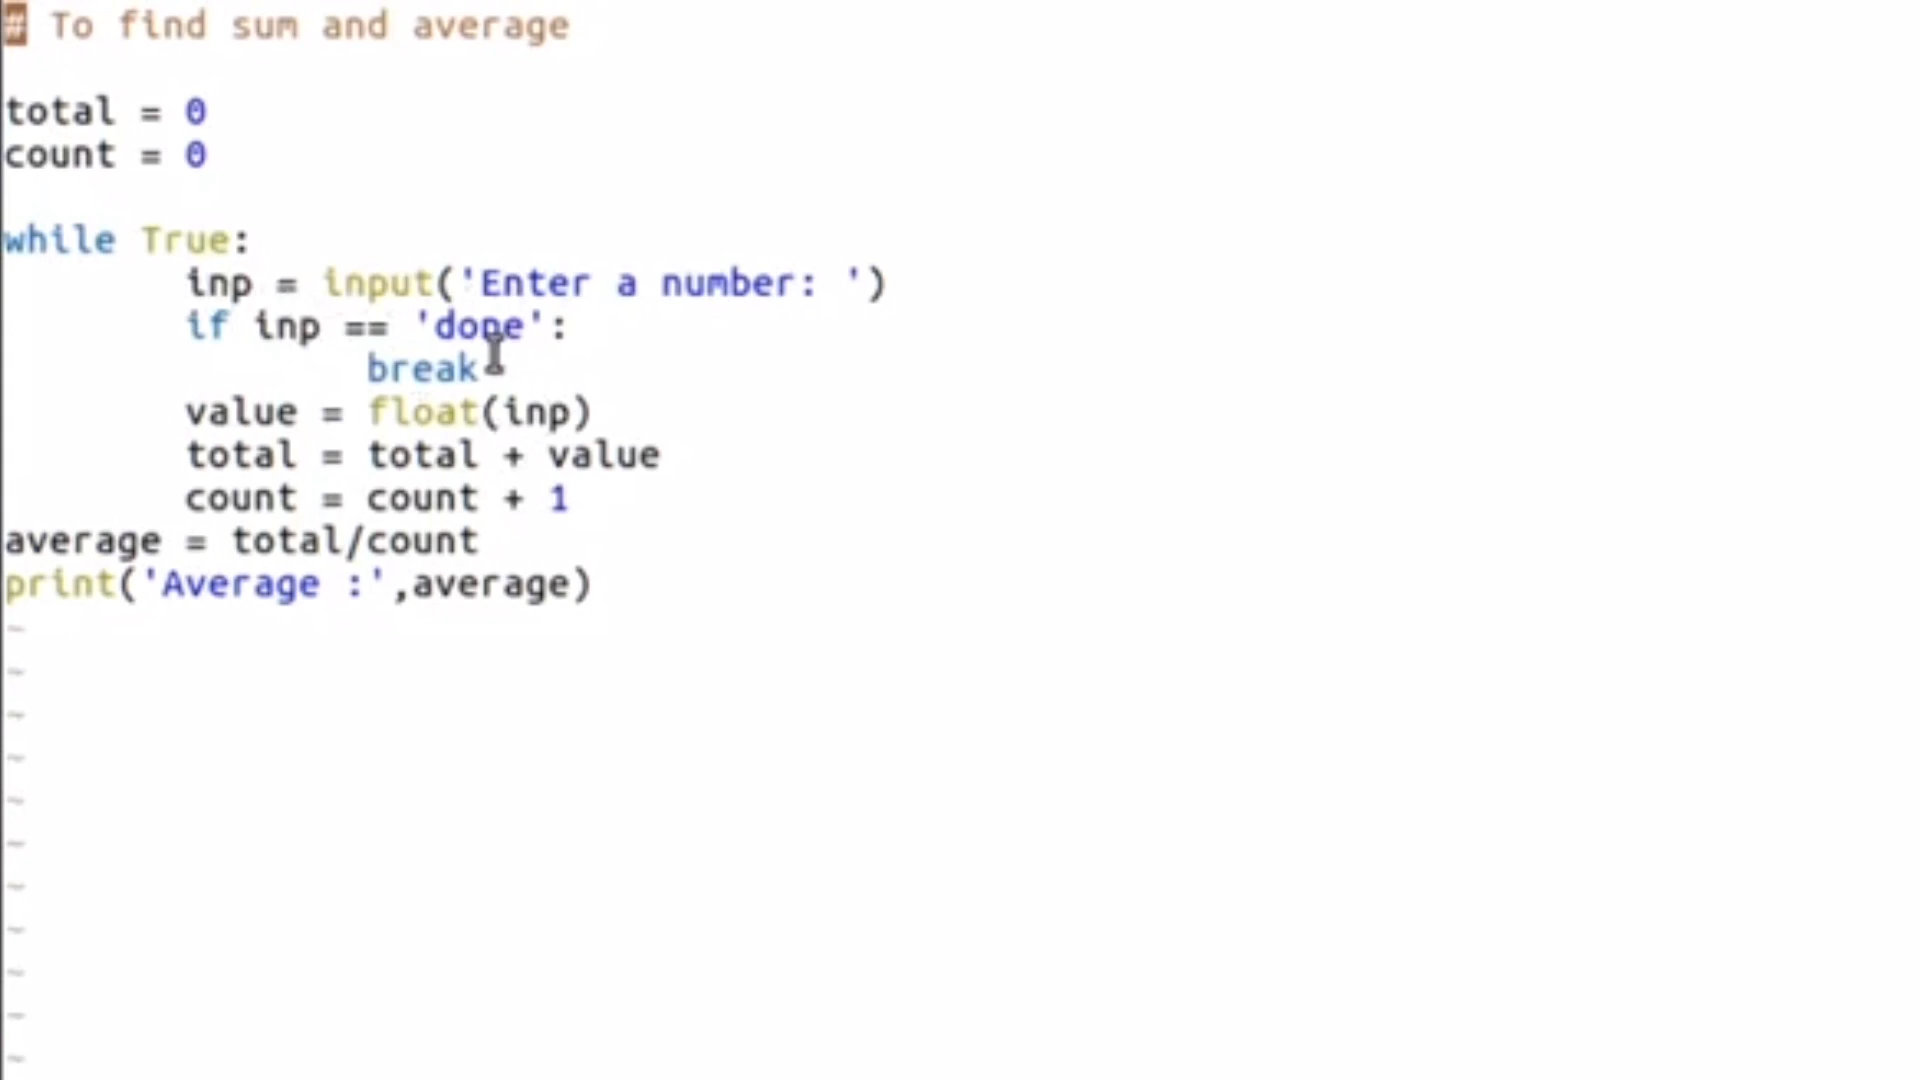 # To find sum and average
total = 0
count = 0
while True:
        inp = input('Enter a number: ')
        if inp == 'done':
                break
        value = float(inp)
        total = total + value
        count = count + 1
average = total/count
print('Average :',average)
~
~
~
~
~
~
~
~
~
~
~